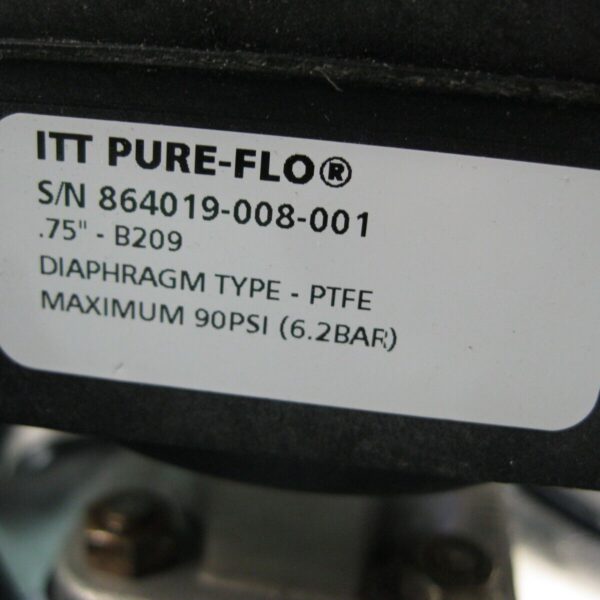 ITT PURE-FLO®
S/N 864019-008-001
.75" - B209
DIAPHRAGM TYPE - PTFE
MAXIMUM 90PSI (6.2BAR)